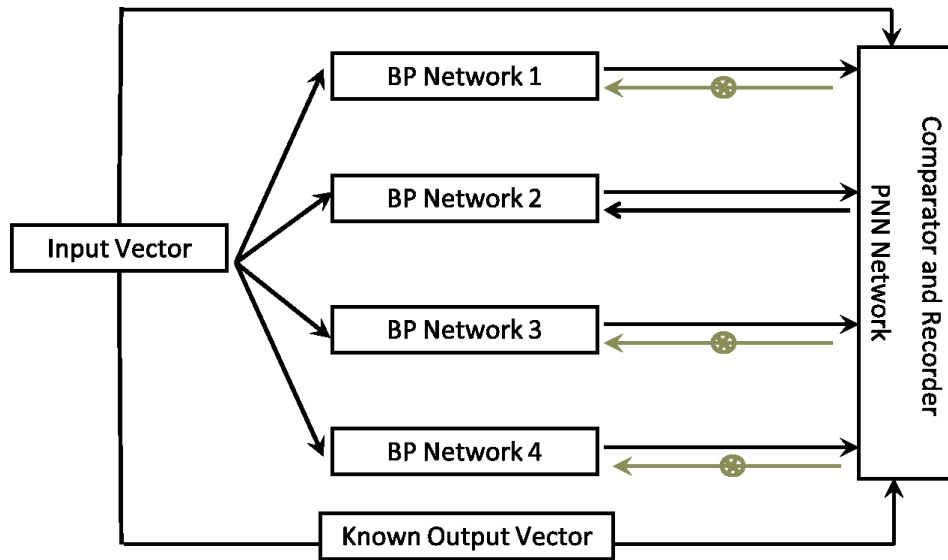 BP Network 1
BP Network 2
Input Vector
BP Network 3
BP Network 4
Known Output Vector
Comparator and Recorder
PNN Network